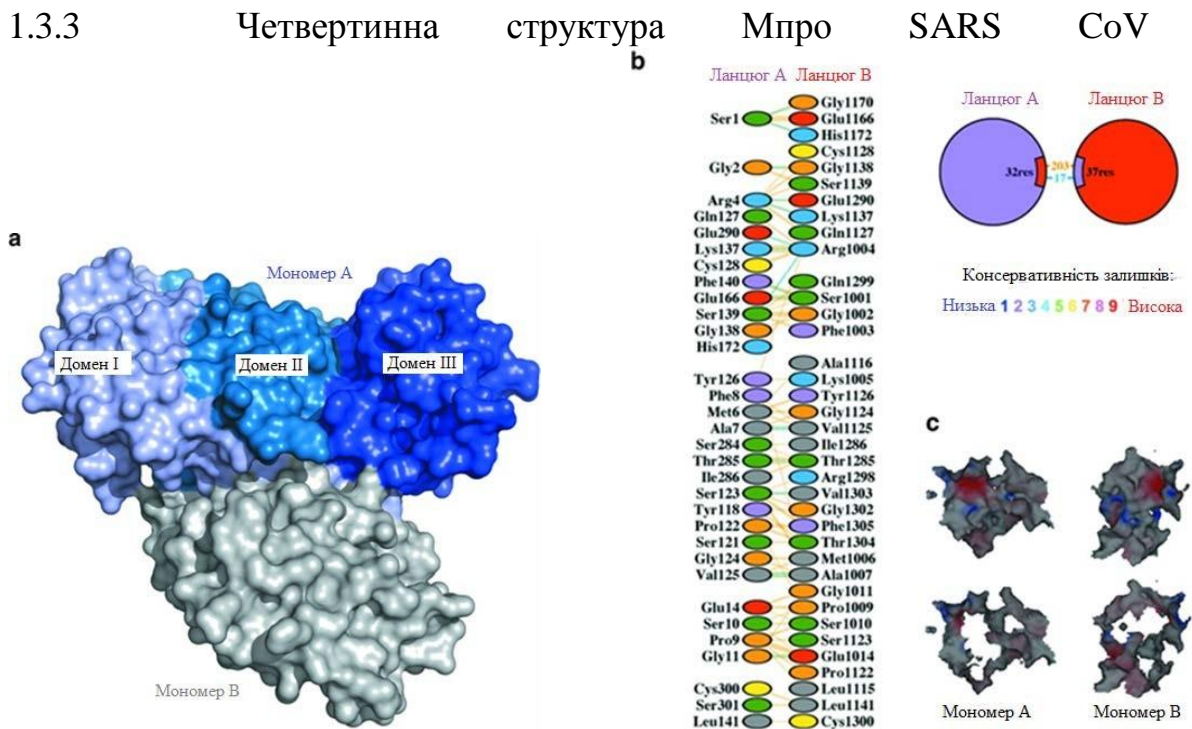 1.3.3 Четвертинна структура Мпро SARS CoV
b
Ланцюг А Ланцюг В
Gly1170
Ser1 Glu1166
His1172
Cys1128
Gly2 Gly1138
Ser1139
Arg4 Glu1290
Gln127 Lys1137
Glu290 Gln1127
Lys137 Arg1004
Cys128
Phe140 Gln1299
Glu166 Ser1001
Ser139 Gly1002
Gly138 Phe1003
His172
Ala1116
Tyr126 Lys1005
Phe8 Tyr1126
Met6 Gly1124
Ala7 Val1125
Ser284 Ile1286
Thr285 Thr1285
Ile286 Arg1298
Ser123 Val1303
Tyr118 Gly1302
Pro122 Phe1305
Ser121 Thr1304
Gly124 Met1006
Val125 Ala1007
Gly1011
Glu14 Pro1009
Ser10 Ser1010
Pro9 Ser1123
Gly11 Glu1014
Pro1122
Cys300 Leu1115
Ser301 Leu1141
Leu141 Cys1300
Ланцюг А Ланцюг В
32res 203 37res
17
Консервативність залишків:
Низька 1 2 3 4 5 6 7 8 9 Висока
a
Мономер А
Домен I Домен II Домен III
Мономер В
c
Мономер А Мономер В